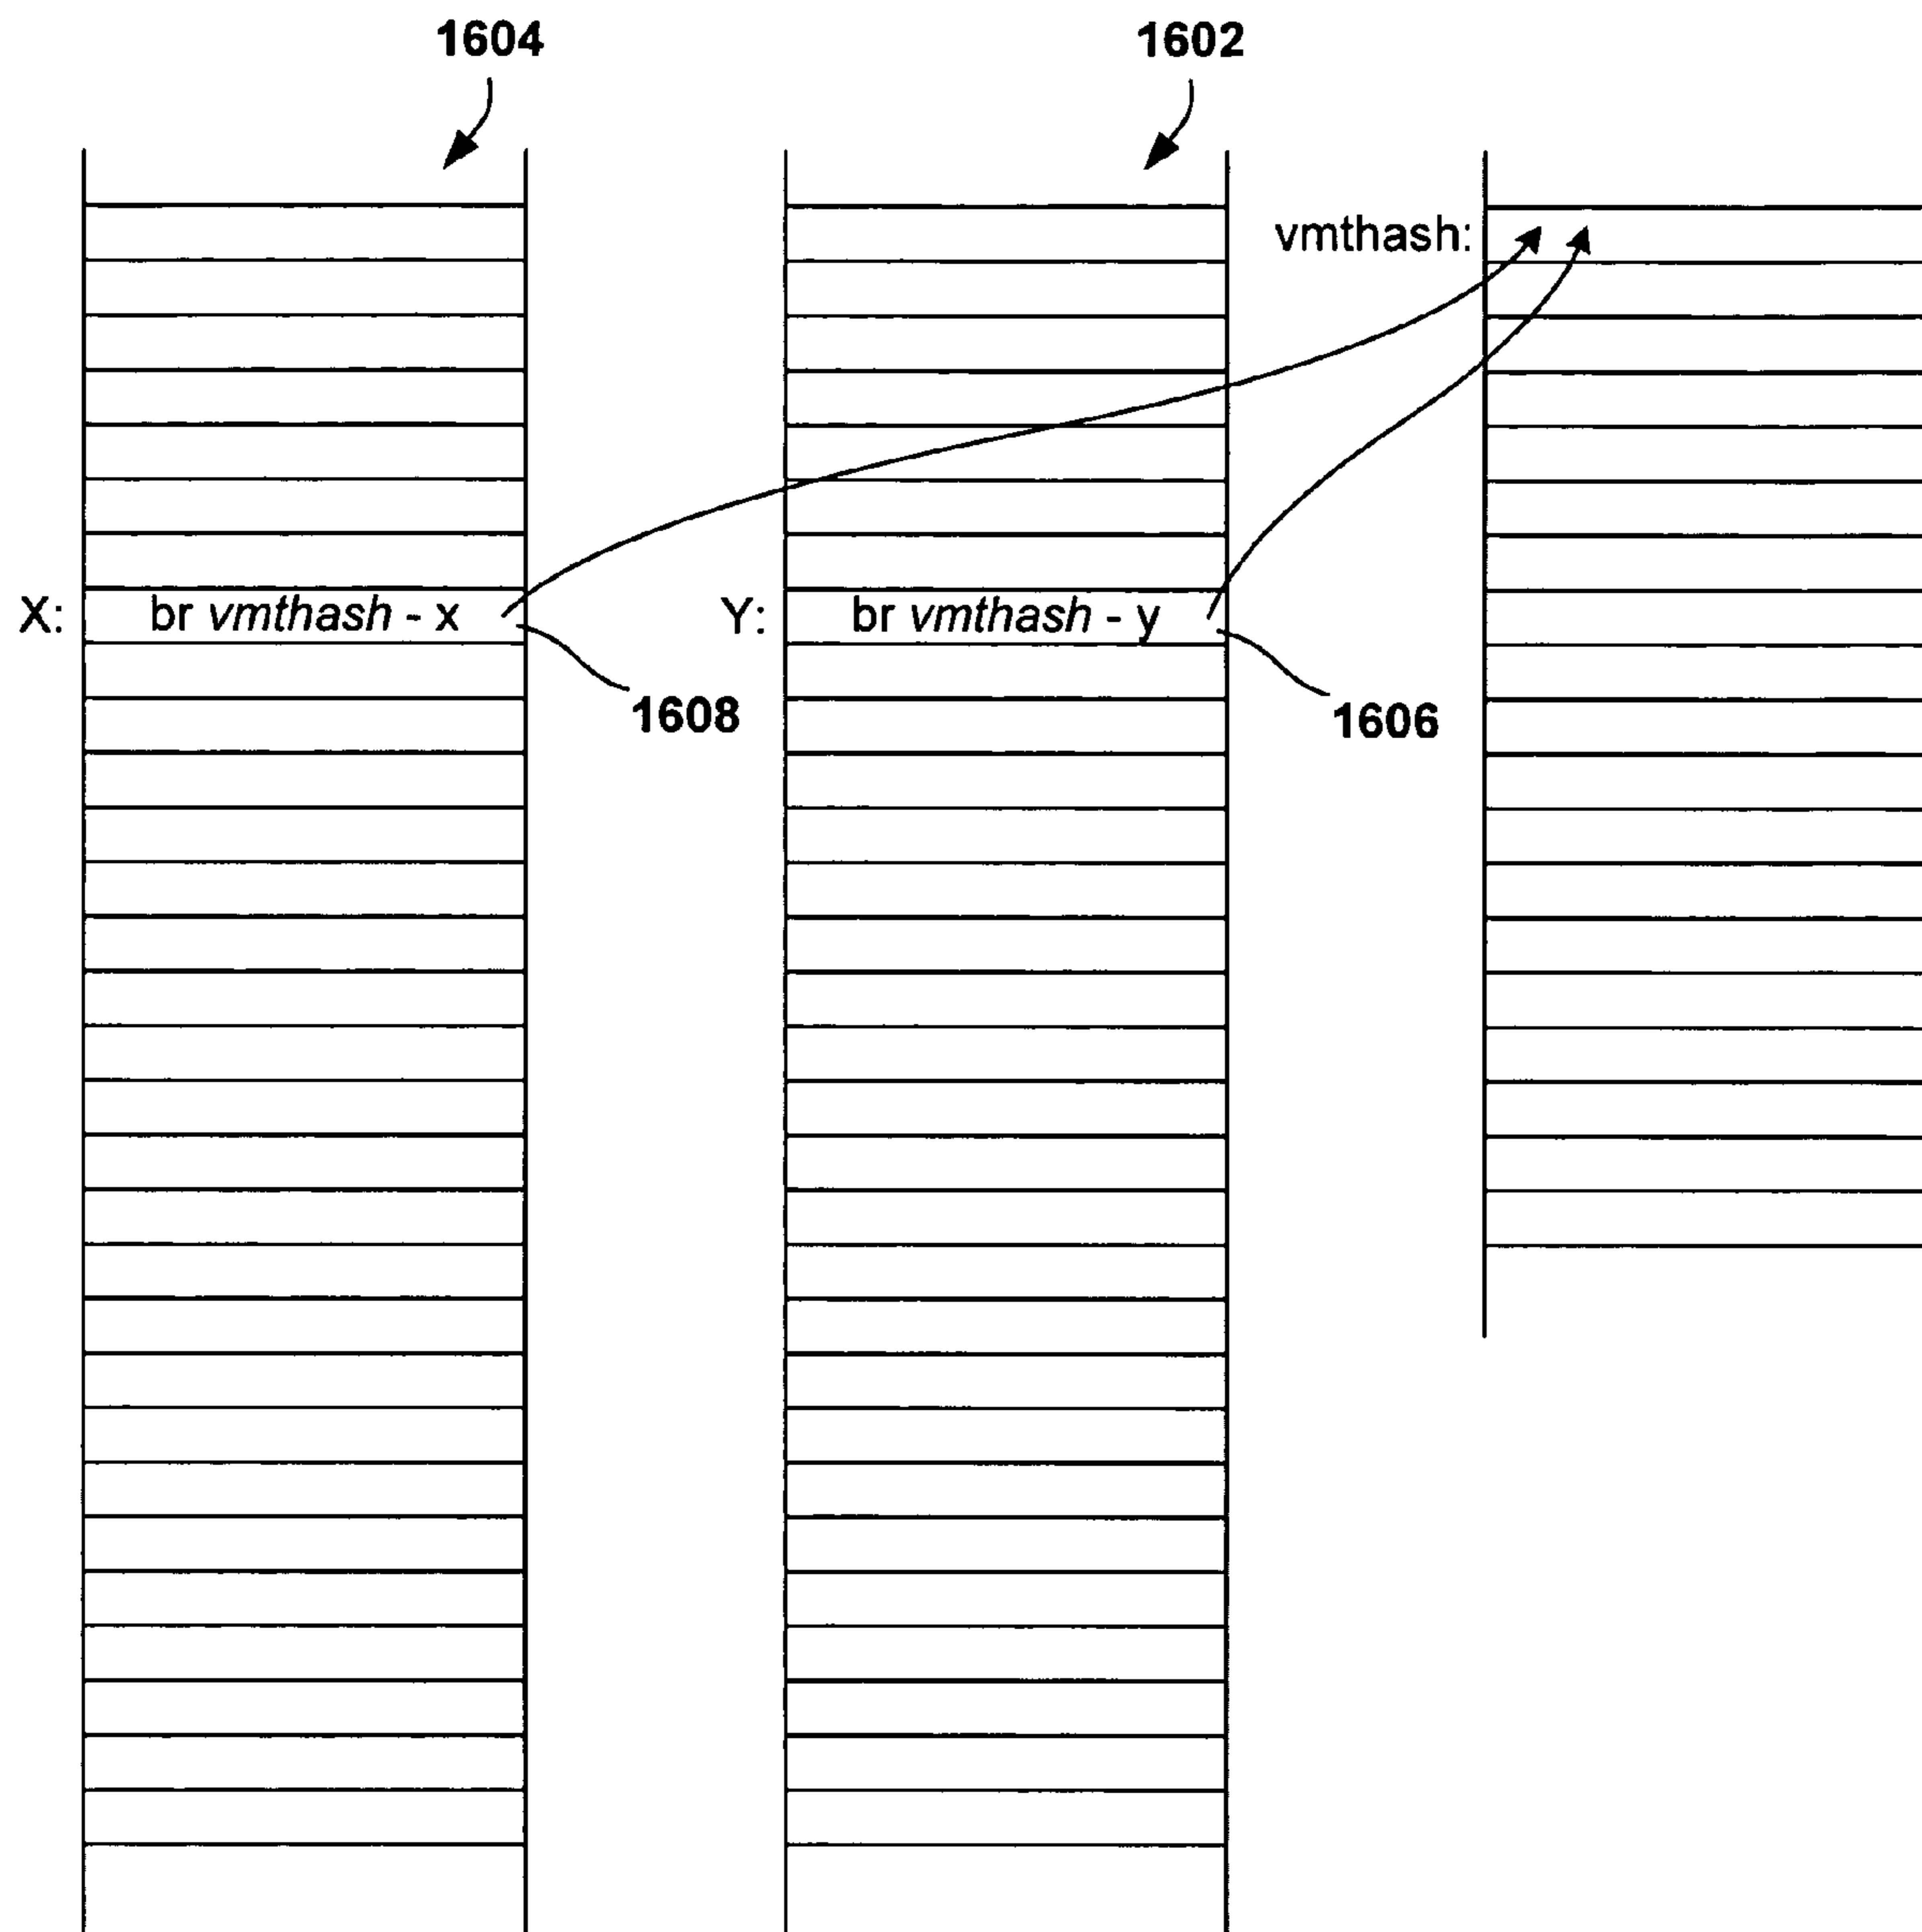 1604
1602
vmthash:
X:
br vmthash - x
Y:
br vmthash - y
1608
1606